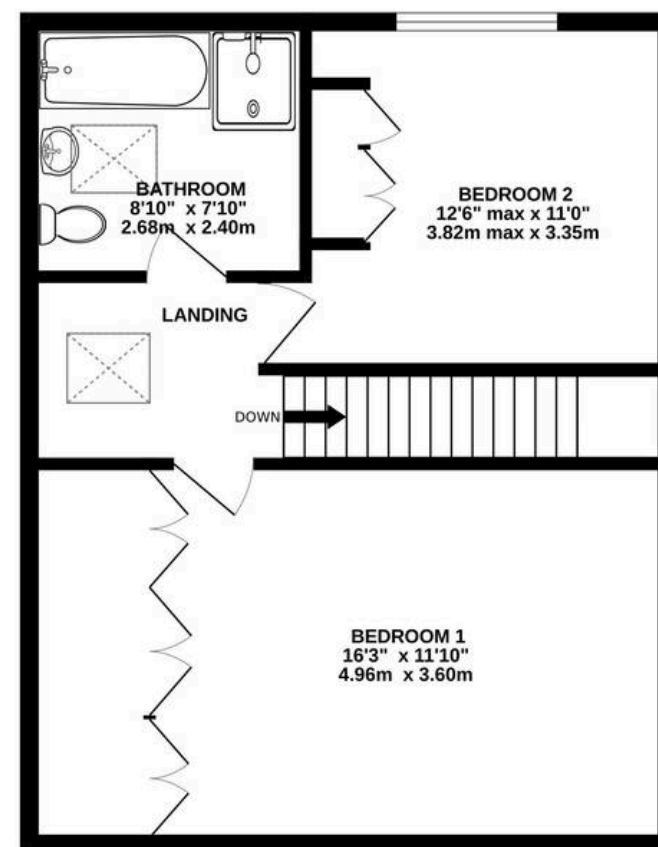 BATHROOM
8'10" x 7'10"
2.68m x 2.40m
BEDROOM 2
12'6" max x 11'0"
3.82m max x 3.35m
LANDING
DOWN
BEDROOM 1
16'3" x 11'10"
4.96m x 3.60m